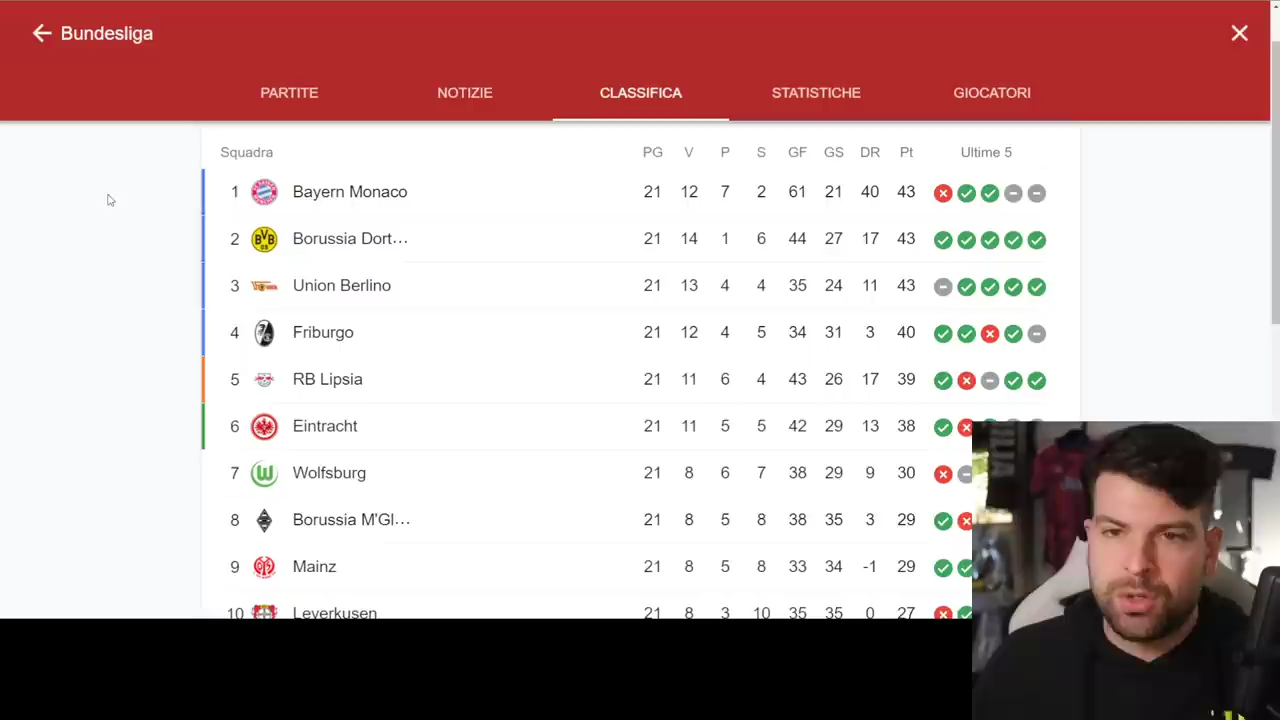 Bundesliga
PARTITE NOTIZIE CLASSIFICA STATISTICHE GIOCATORI
Squadra PG V P S GF GS DR Pt Ultime 5
1 Bayern Monaco 21 12 7 2 61 21 40 43
2 BVB 09 Borussia Dort... 21 14 1 6 44 27 17 43
3 Union Berlino 21 13 4 4 35 24 11 43
4 Friburgo 21 12 4 5 34 31 3 40
5 RB Lipsia 21 11 6 4 43 26 17 39
6 Eintracht 21 11 5 5 42 29 13 38
7 Wolfsburg 21 8 6 7 38 29 9 30
8 Borussia M'Gl... 21 8 5 8 38 35 3 29
9 Mainz 21 8 5 8 33 34 -1 29
10 Leverkusen 21 8 3 10 35 35 0 27